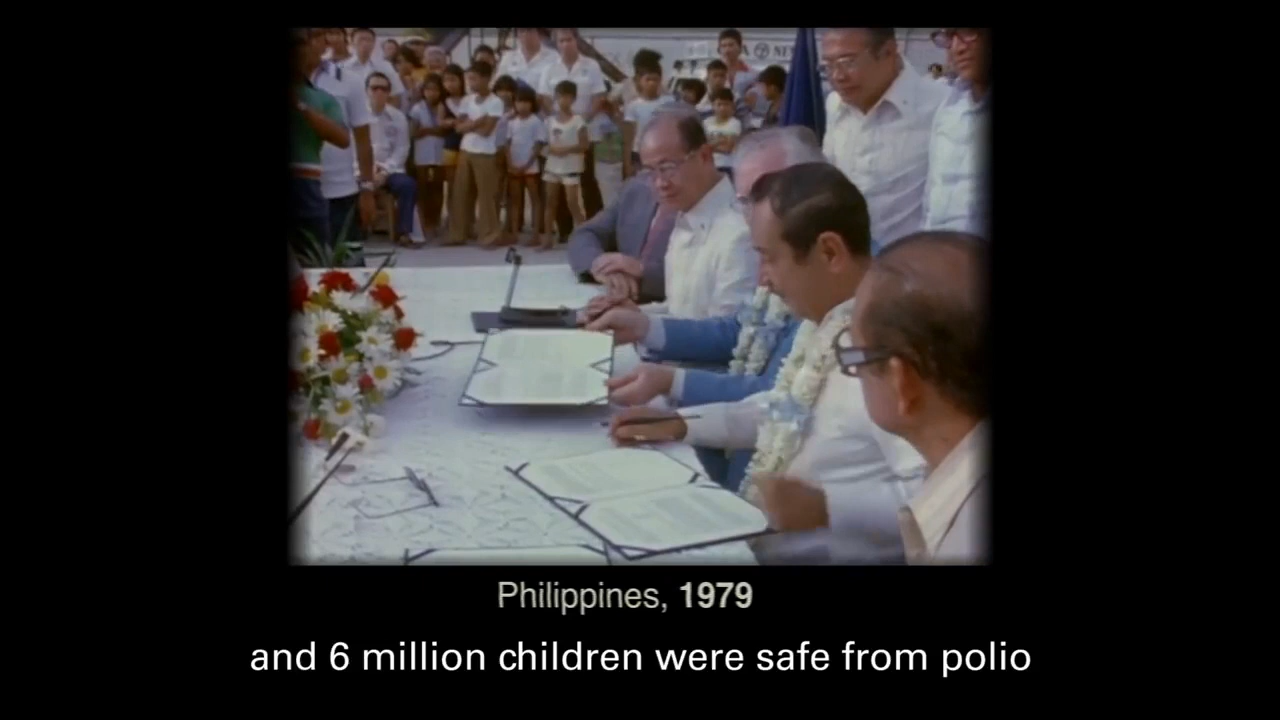 Philippines, 1979
and 6 million children were safe from polio